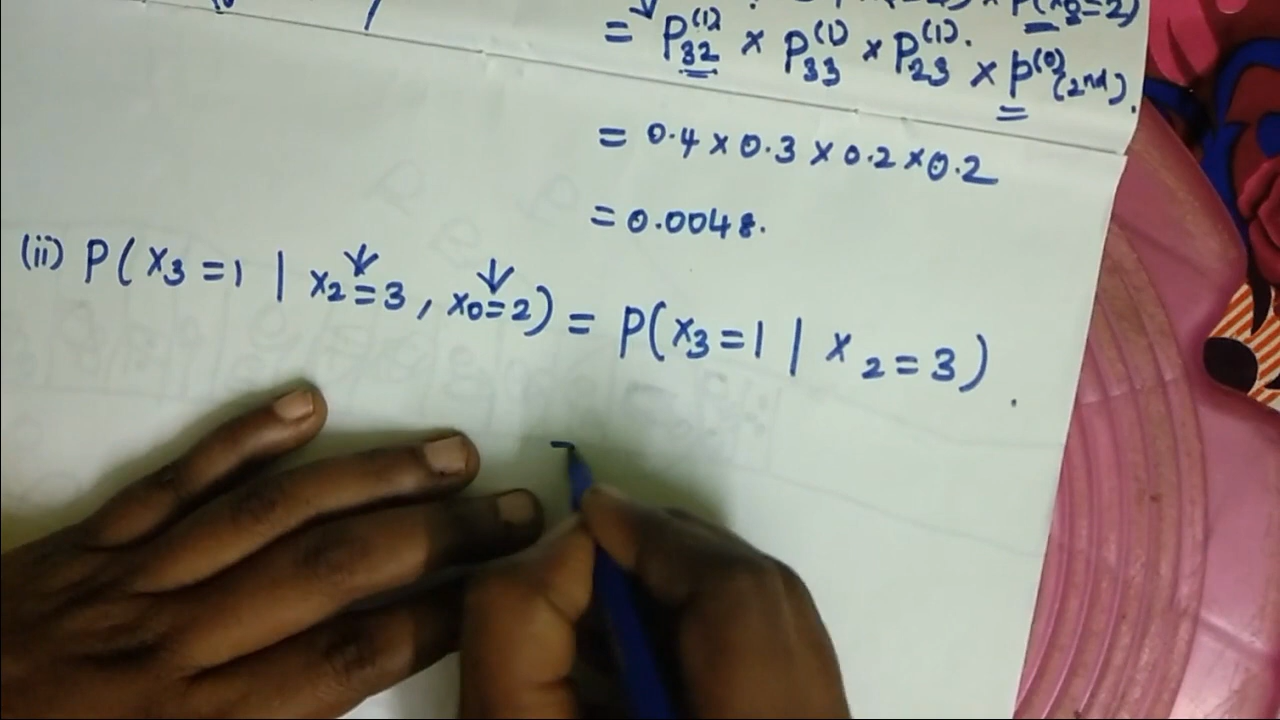 = P₃₂⁽¹⁾ × P₃₃⁽¹⁾ × P₂₃⁽¹⁾. × p⁽⁰⁾(2nd).
= 0.4 × 0.3 × 0.2 × 0.2
= 0.0048.
(ii) P(x₃ = 1 | x₂ = 3, x₀ = 2) = P(x₃ = 1 | x₂ = 3).